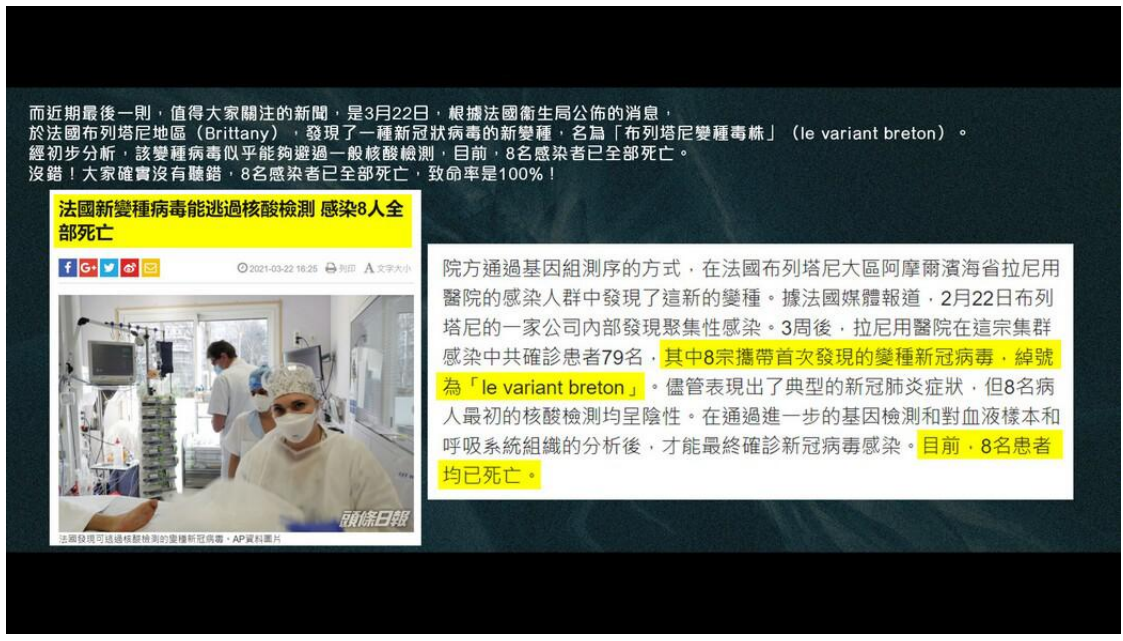 而近期最後一則，值得大家關注的新聞，是3月22日，根據法國衞生局公佈的消息，
於法國布列塔尼地區（Brittany），發現了一種新冠狀病毒的新變種，名為「布列塔尼變種毒株」（le variant breton）。
經初步分析，該變種病毒似乎能夠避過一般核酸檢測，目前，8名感染者已全部死亡。
沒錯！大家確實沒有聽錯，8名感染者已全部死亡，致命率是100%！
法國新變種病毒能逃過核酸檢測 感染8人全
部死亡
2021-03-22 16:25 列印 A 文字大小
頭條日報
法國發現可逃過核酸檢測的變種新冠病毒。AP資料圖片
院方通過基因組測序的方式，在法國布列塔尼大區阿摩爾濱海省拉尼用
醫院的感染人群中發現了這新的變種。據法國媒體報道，2月22日布列
塔尼的一家公司內部發現聚集性感染。3周後，拉尼用醫院在這宗集群
感染中共確診患者79名，其中8宗攜帶首次發現的變種新冠病毒，綽號
為「le variant breton」。儘管表現出了典型的新冠肺炎症狀，但8名病
人最初的核酸檢測均呈陰性。在通過進一步的基因檢測和對血液樣本和
呼吸系統組織的分析後，才能最終確診新冠病毒感染。目前，8名患者
均已死亡。